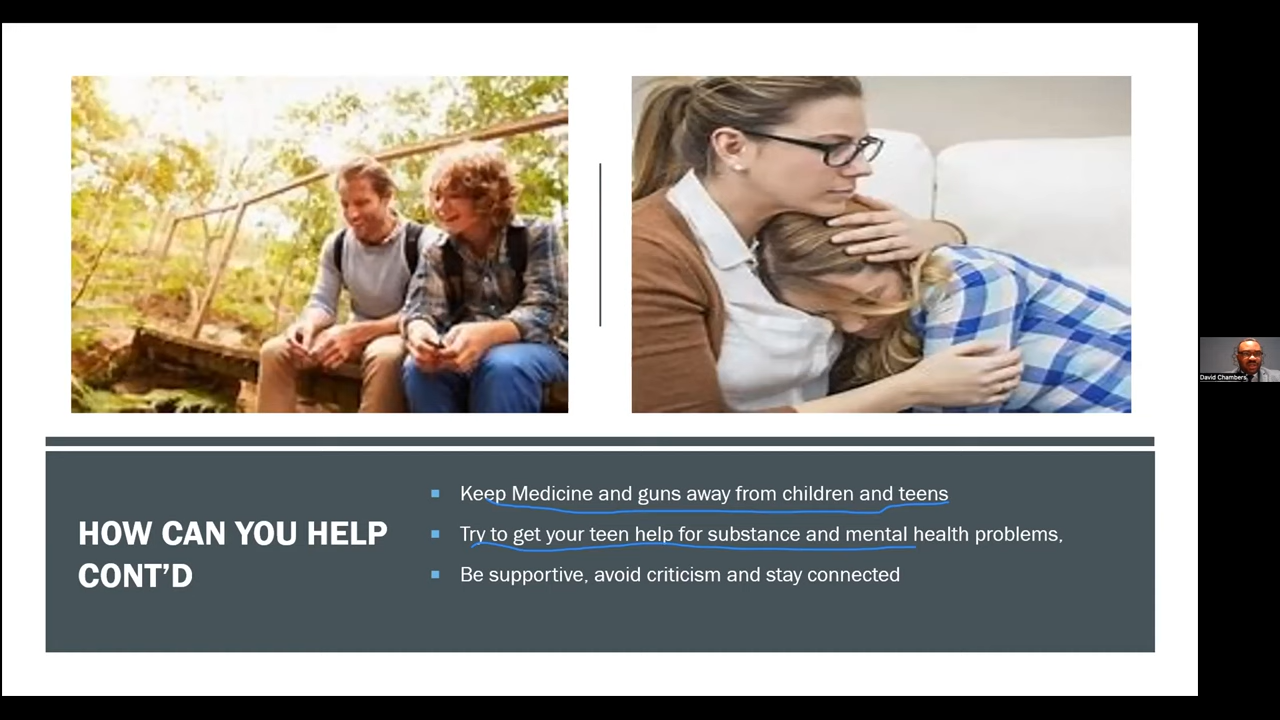 HOW CAN YOU HELP
CONT’D
Keep Medicine and guns away from children and teens
Try to get your teen help for substance and mental health problems,
Be supportive, avoid criticism and stay connected
David Chambers